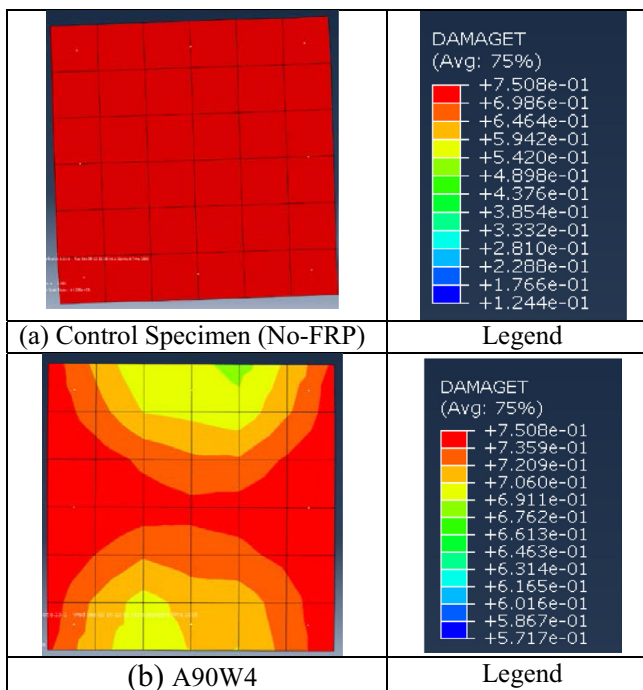 DAMAGET
(Avg: 75%)
+7.508e-01
+6.986e-01
+6.464e-01
+5.942e-01
+5.420e-01
+4.898e-01
+4.376e-01
+3.854e-01
+3.332e-01
+2.810e-01
+2.288e-01
+1.766e-01
+1.244e-01
(a) Control Specimen (No-FRP)
Legend
DAMAGET
(Avg: 75%)
+7.508e-01
+7.359e-01
+7.209e-01
+7.060e-01
+6.911e-01
+6.762e-01
+6.613e-01
+6.463e-01
+6.314e-01
+6.165e-01
+6.016e-01
+5.867e-01
+5.717e-01
(b) A90W4
Legend